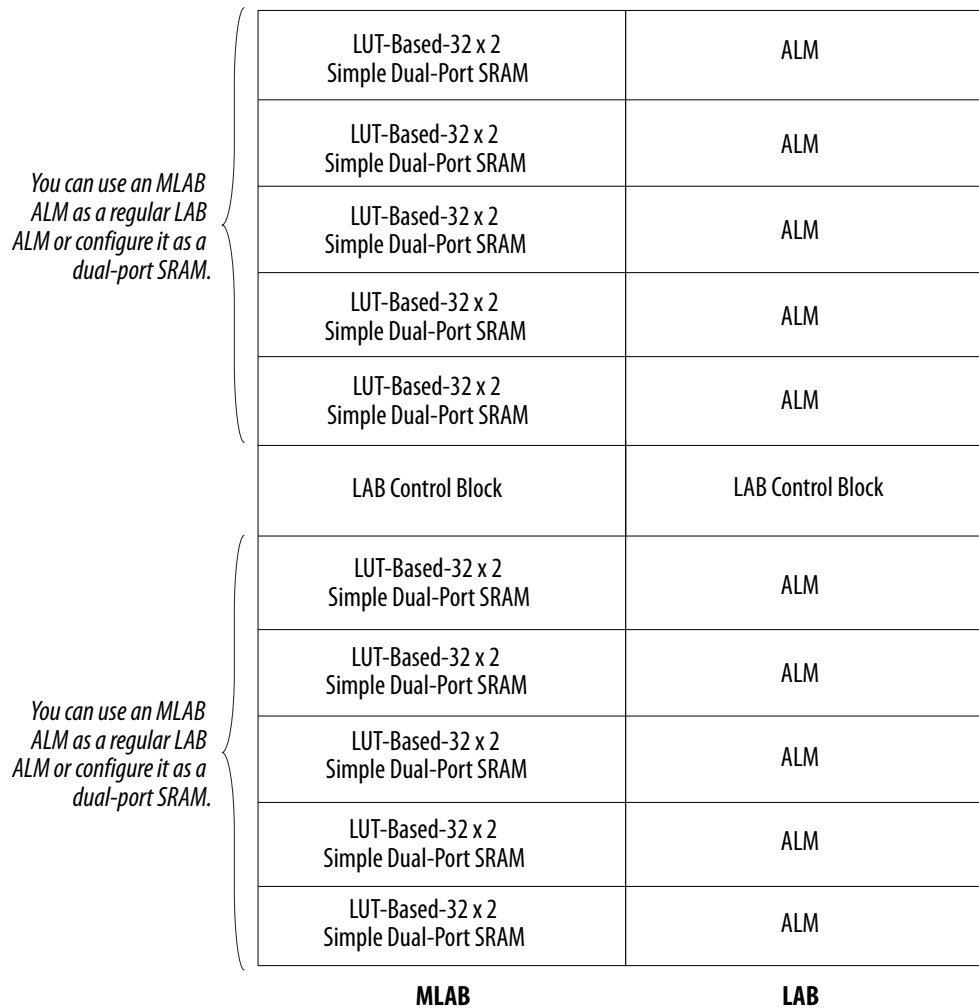 LUT-Based-32 x 2
Simple Dual-Port SRAM
ALM
LUT-Based-32 x 2
Simple Dual-Port SRAM
ALM
You can use an MLAB
ALM as a regular LAB
ALM or configure it as a
dual-port SRAM.
LUT-Based-32 x 2
Simple Dual-Port SRAM
ALM
LUT-Based-32 x 2
Simple Dual-Port SRAM
ALM
LUT-Based-32 x 2
Simple Dual-Port SRAM
ALM
LAB Control Block
LAB Control Block
LUT-Based-32 x 2
Simple Dual-Port SRAM
ALM
LUT-Based-32 x 2
Simple Dual-Port SRAM
ALM
You can use an MLAB
ALM as a regular LAB
ALM or configure it as a
dual-port SRAM.
LUT-Based-32 x 2
Simple Dual-Port SRAM
ALM
LUT-Based-32 x 2
Simple Dual-Port SRAM
ALM
LUT-Based-32 x 2
Simple Dual-Port SRAM
ALM
MLAB
LAB